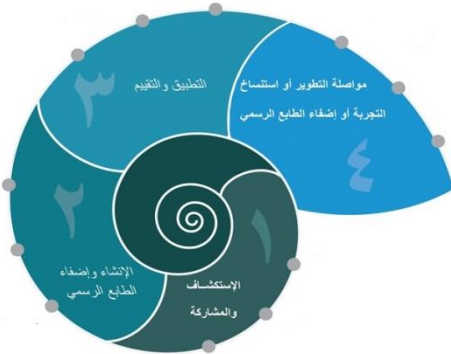 ١
الإستكشاف
والمشاركة
٢
الإنشاء وإضفاء
الطابع الرسمي
٣
التطبيق والتقييم
٤
مواصلة التطوير أو استنساخ
التجربة أو إضفاء الطابع الرسمي